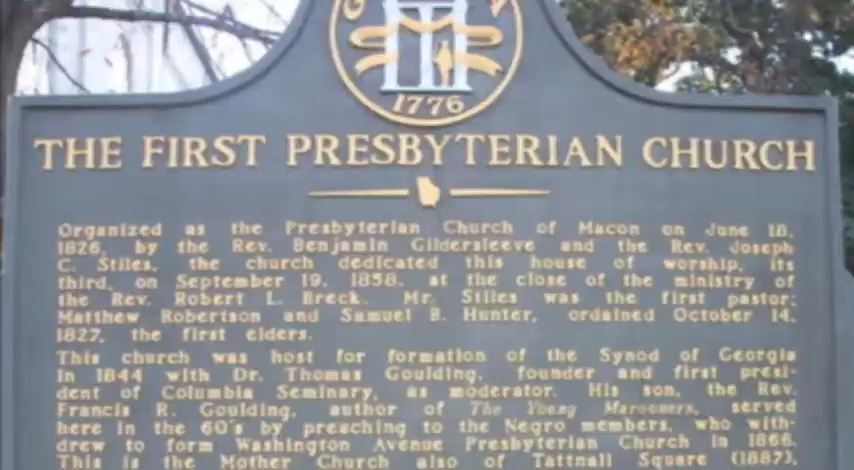 1776
THE FIRST PRESBYTERIAN CHURCH
Organized as the Presbyterian Church of Macon on June 18,
1826, by the Rev. Benjamin Gildersleeve and the Rev. Joseph
C. Stiles, the church dedicated this house of worship, its
third, on September 19, 1858, at the close of the ministry of
the Rev. Robert L. Breck. Mr. Stiles was the first pastor;
Matthew Robertson and Samuel B. Hunter, ordained October 14,
1827, the first elders.
This church was host for formation of the Synod of Georgia
in 1844 with Dr. Thomas Goulding, founder and first presi-
dent of Columbia Seminary, as moderator. His son, the Rev.
Francis R. Goulding, author of The Young Marooners, served
here in the 60's by preaching to the Negro members, who with-
drew to form Washington Avenue Presbyterian Church in 1866.
This is the Mother Church also of Tattnall Square (1887),